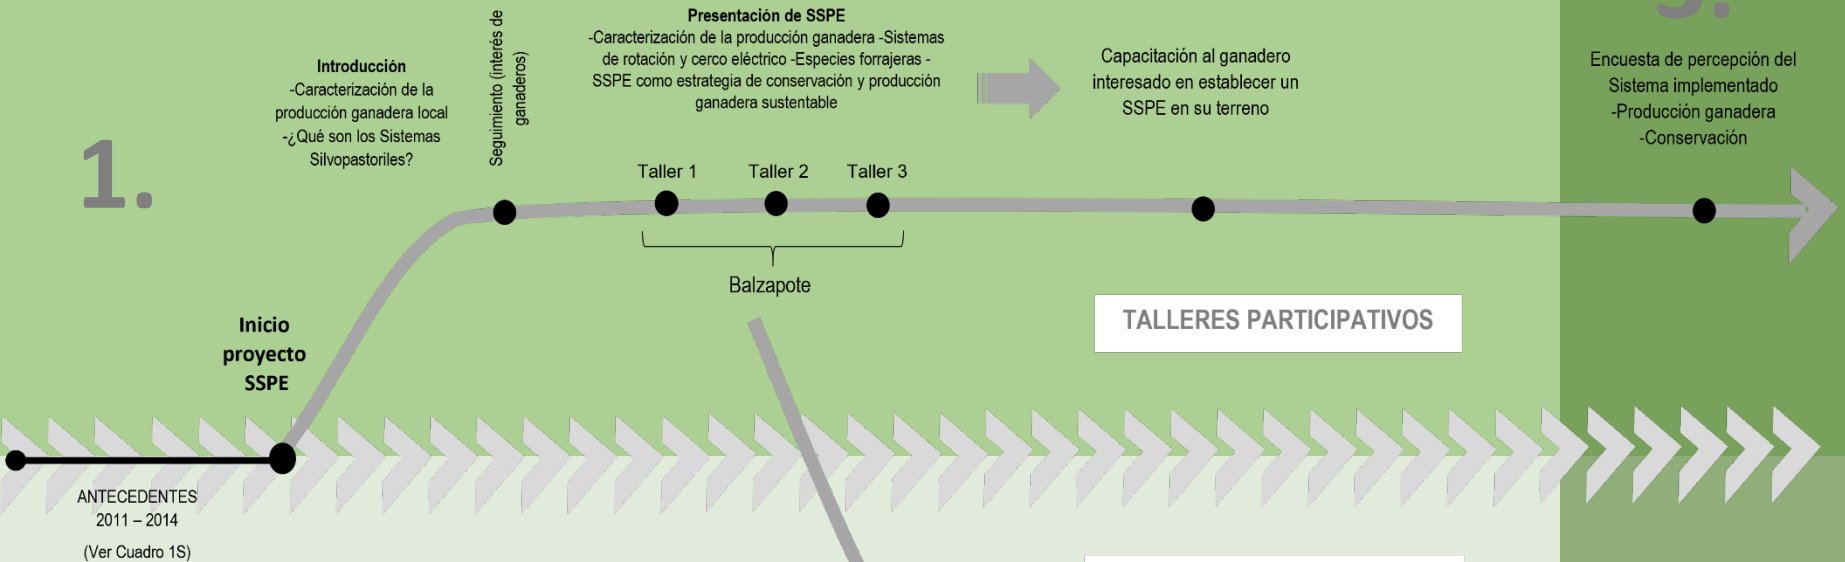 1.
Introducción
-Caracterización de la
producción ganadera local
-¿Qué son los Sistemas
Silvopastoriles?
Seguimiento (interés de
ganaderos)
Presentación de SSPE
-Caracterización de la producción ganadera -Sistemas
de rotación y cerco eléctrico -Especies forrajeras -
SSPE como estrategia de conservación y producción
ganadera sustentable
Capacitación al ganadero
interesado en establecer un
SSPE en su terreno
Encuesta de percepción del
Sistema implementado
-Producción ganadera
-Conservación
Taller 1
Taller 2
Taller 3
Balzapote
TALLERES PARTICIPATIVOS
Inicio
proyecto
SSPE
ANTECEDENTES
2011 – 2014
(Ver Cuadro 1S)